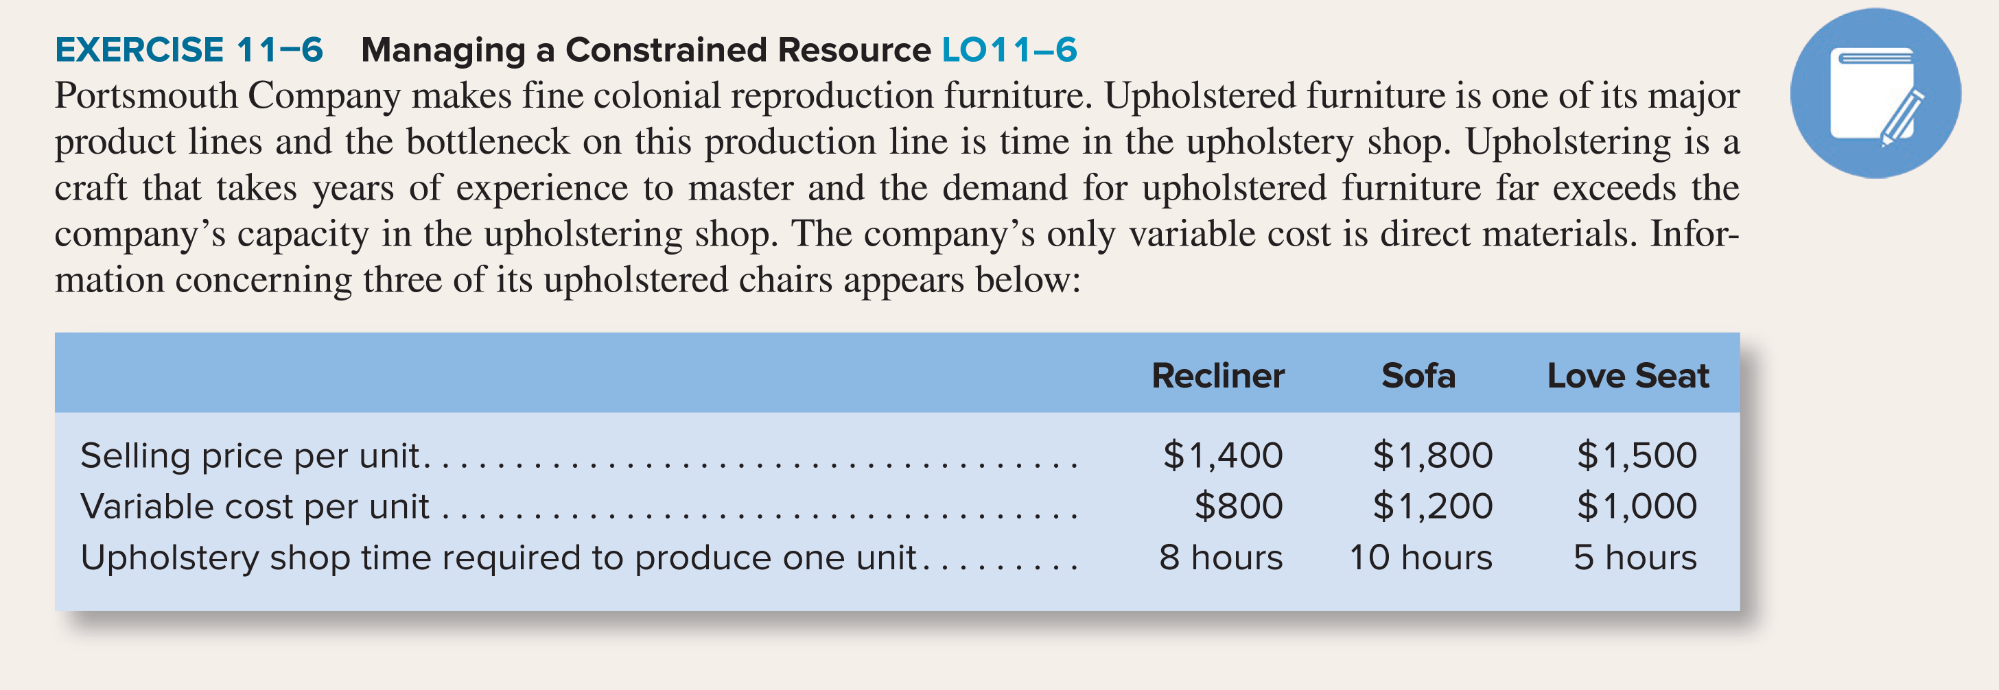 EXERCISE 11–6 Managing a Constrained Resource LO11–6
Portsmouth Company makes fine colonial reproduction furniture. Upholstered furniture is one of its major
product lines and the bottleneck on this production line is time in the upholstery shop. Upholstering is a
craft that takes years of experience to master and the demand for upholstered furniture far exceeds the
company’s capacity in the upholstering shop. The company’s only variable cost is direct materials. Infor-
mation concerning three of its upholstered chairs appears below:
Recliner Sofa Love Seat
Selling price per unit. . . . . . . . . . . . . . . . . . . . . . . . . . . . . . . . . . . . $1,400 $1,800 $1,500
Variable cost per unit . . . . . . . . . . . . . . . . . . . . . . . . . . . . . . . . . . . $800 $1,200 $1,000
Upholstery shop time required to produce one unit. . . . . . . . . 8 hours 10 hours 5 hours